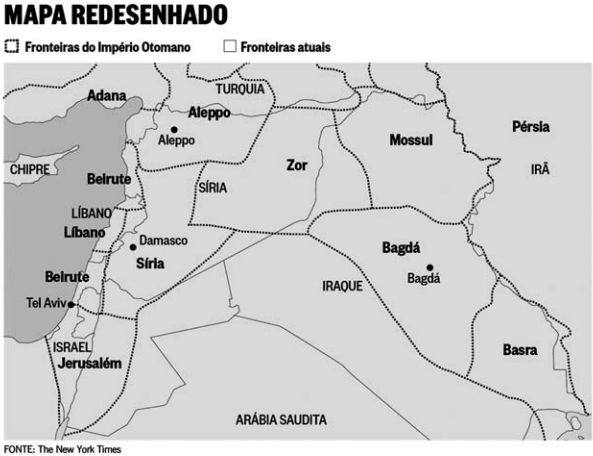 MAPA REDESENHADO
Fronteiras do Império Otomano Fronteiras atuais
TURQUIA
Adana
Aleppo
Aleppo
Mossul
Pérsia
CHIPRE
Zor
IRÃ
Beirute
SÍRIA
LÍBANO
Líbano
Damasco
Síria
Bagdá
Bagdá
Beirute
IRAQUE
Tel Aviv
ISRAEL
Jerusalém
Basra
ARÁBIA SAUDITA
FONTE: The New York Times